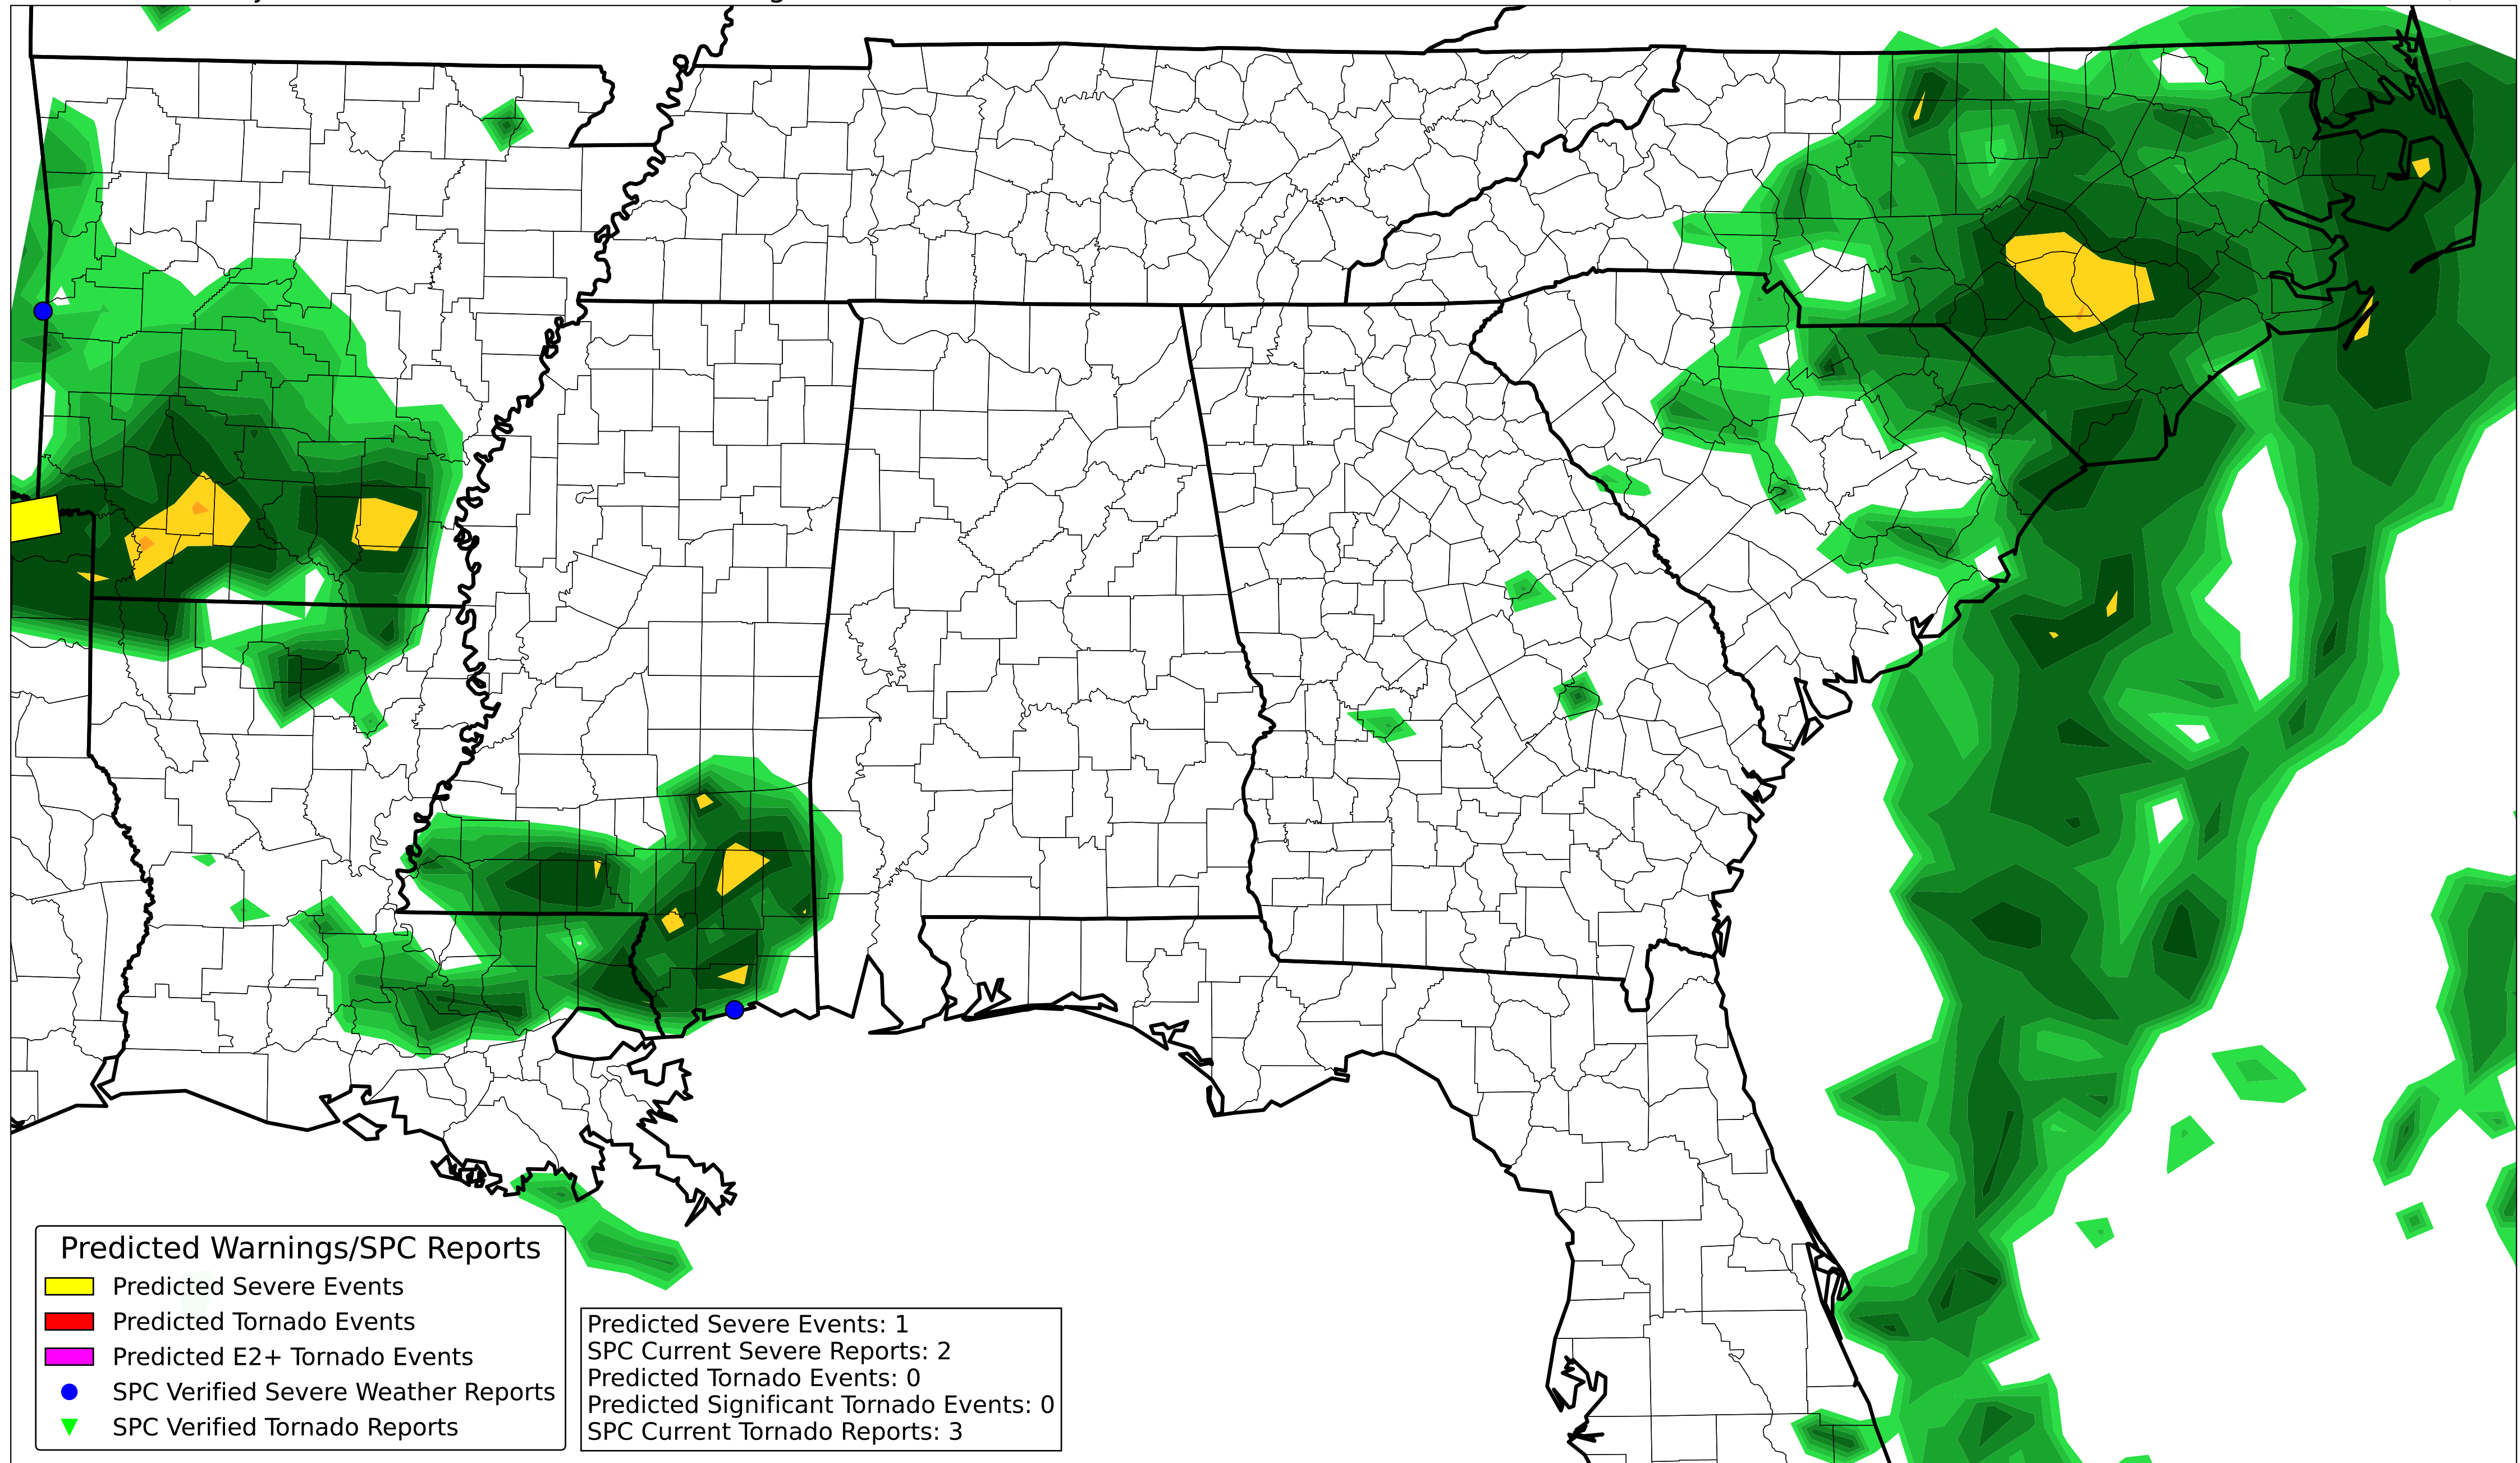 Predicted Warnings/SPC Reports
Predicted Severe Events
Predicted Tornado Events
Predicted E2+ Tornado Events
SPC Verified Severe Weather Reports
SPC Verified Tornado Reports
Predicted Severe Events: 1
SPC Current Severe Reports: 2
Predicted Tornado Events: 0
Predicted Significant Tornado Events: 0
SPC Current Tornado Reports: 3